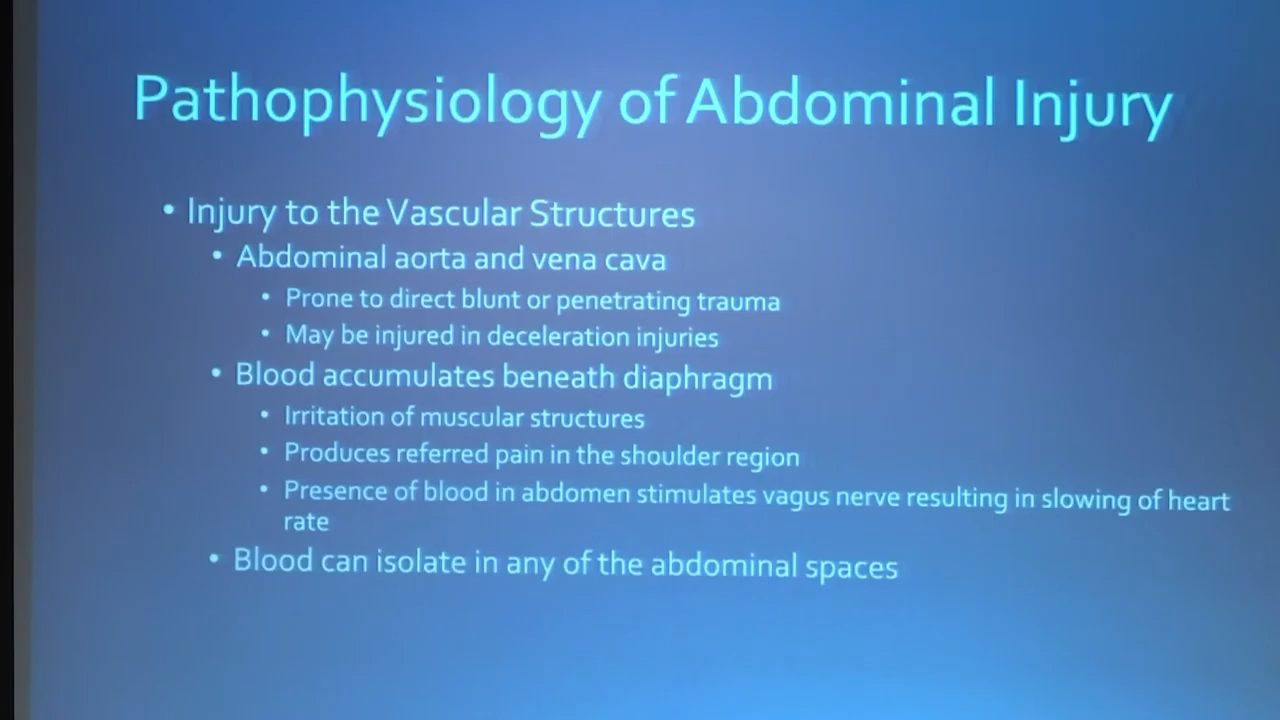 Pathophysiology of Abdominal Injury
• Injury to the Vascular Structures
• Abdominal aorta and vena cava
• Prone to direct blunt or penetrating trauma
• May be injured in deceleration injuries
• Blood accumulates beneath diaphragm
• Irritation of muscular structures
• Produces referred pain in the shoulder region
• Presence of blood in abdomen stimulates vagus nerve resulting in slowing of heart
rate
• Blood can isolate in any of the abdominal spaces